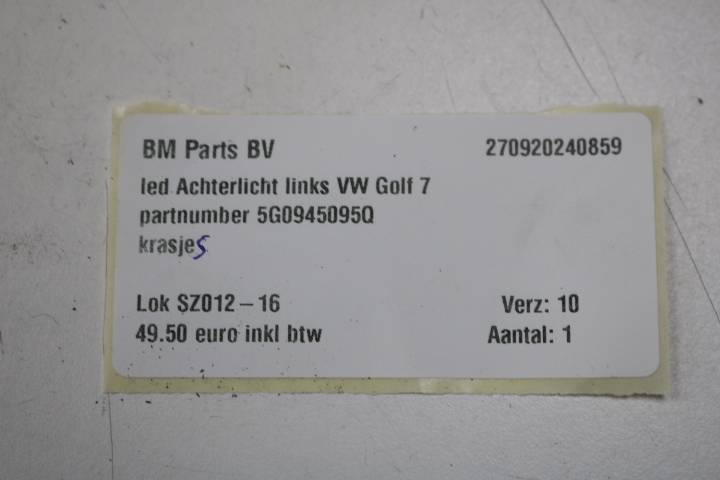 BM Parts BV 270920240859
led Achterlicht links VW Golf 7
partnumber 5G0945095Q
krasjes
Lok SZ012-16 Verz: 10
49.50 euro inkl btw Aantal: 1